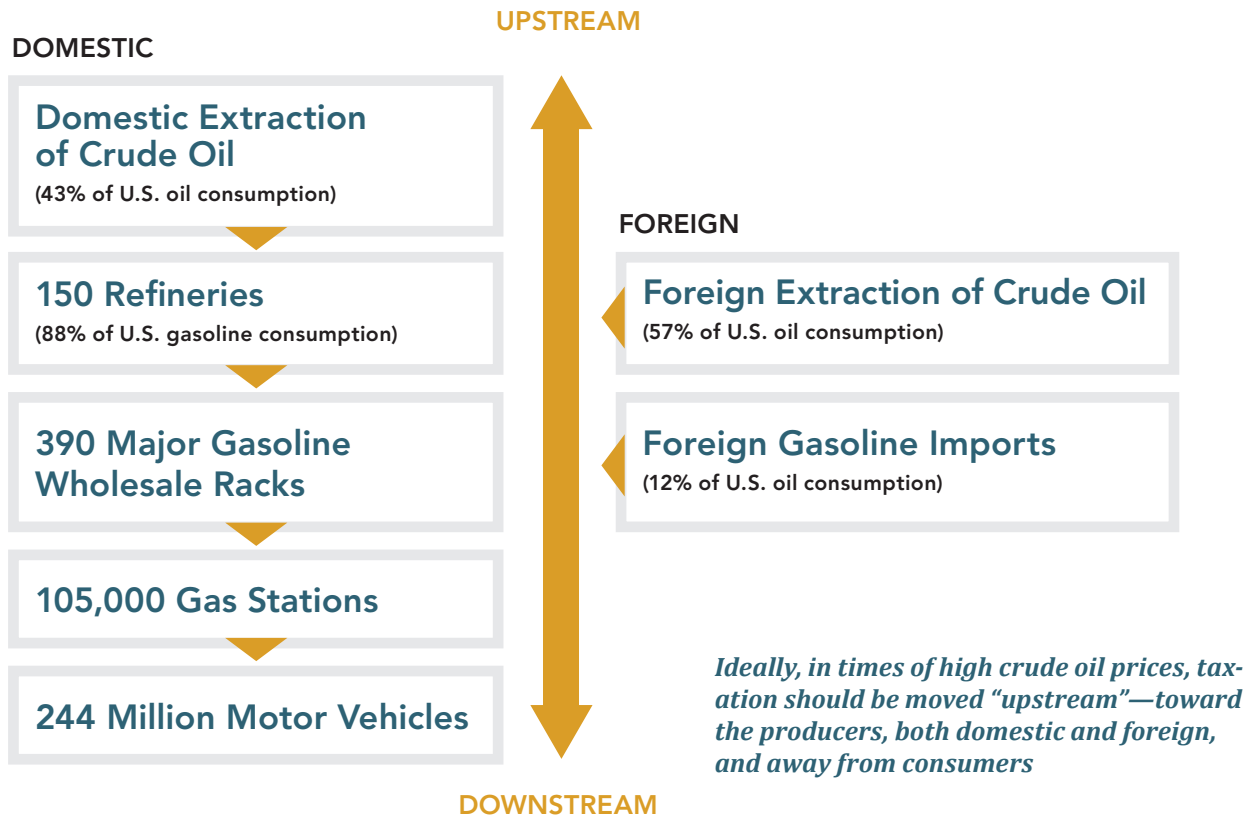 UPSTREAM
DOMESTIC
Domestic Extraction
of Crude Oil
(43% of U.S. oil consumption)
150 Refineries
(88% of U.S. gasoline consumption)
390 Major Gasoline
Wholesale Racks
105,000 Gas Stations
244 Million Motor Vehicles
FOREIGN
Foreign Extraction of Crude Oil
(57% of U.S. oil consumption)
Foreign Gasoline Imports
(12% of U.S. oil consumption)
Ideally, in times of high crude oil prices, tax-
ation should be moved “upstream”—toward
the producers, both domestic and foreign,
and away from consumers
DOWNSTREAM